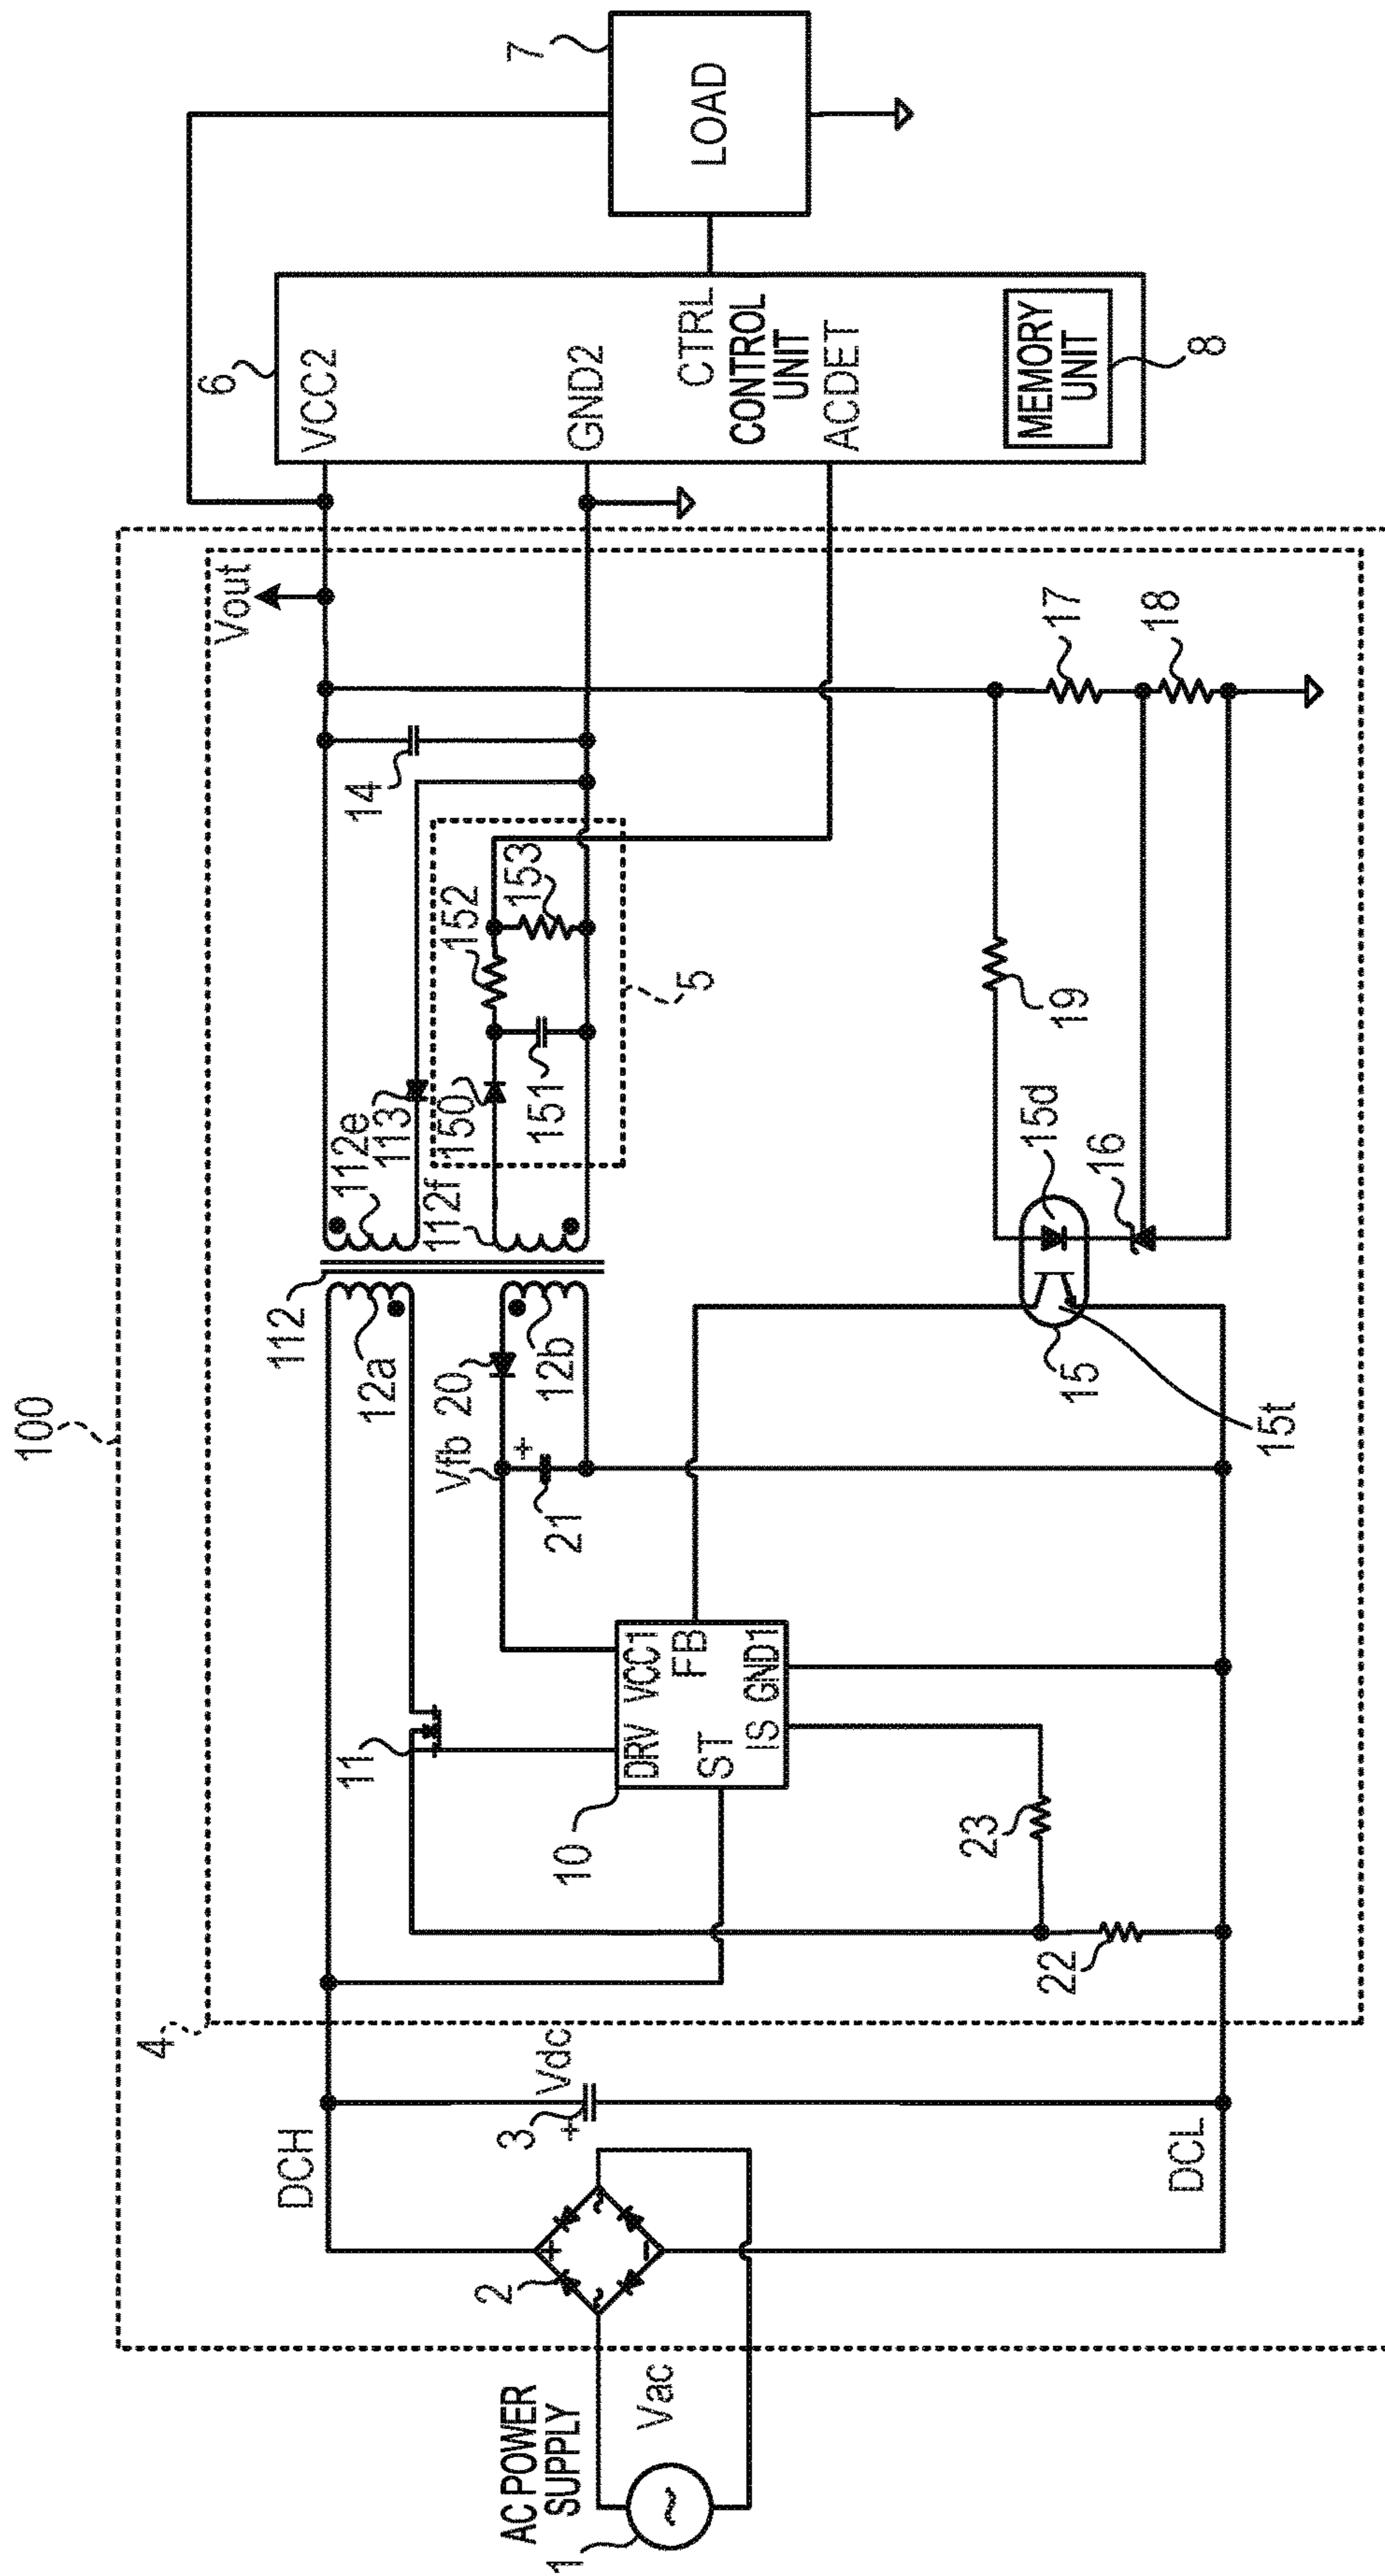 100
4
Vout
VCC2
6
7
LOAD
GND2
CTRL
CONTROL
UNIT
ACDET
MEMORY
UNIT
8
DCH
112
12a
112e
113
14
112f
150
151
152
153
5
11
Vfb
20
12b
21
+
DRV
VCC1
FB
ST
IS
GND1
10
23
22
3
+
Vdc
2
+
-
~
~
DCL
AC POWER
SUPPLY
Vac
1
~
15
15t
15d
16
19
17
18